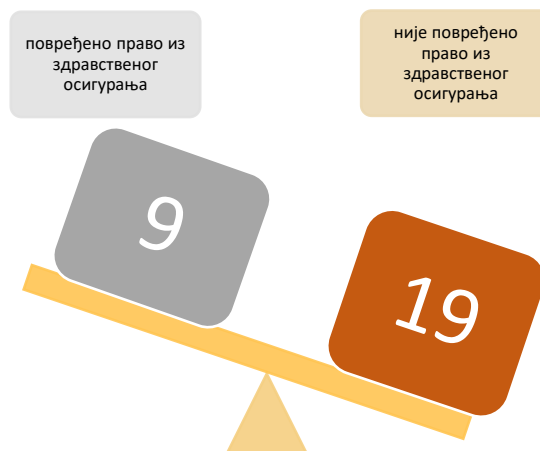 повређено право из
здравственог
осигурања
није повређено
право из
здравственог
осигурања
9
19